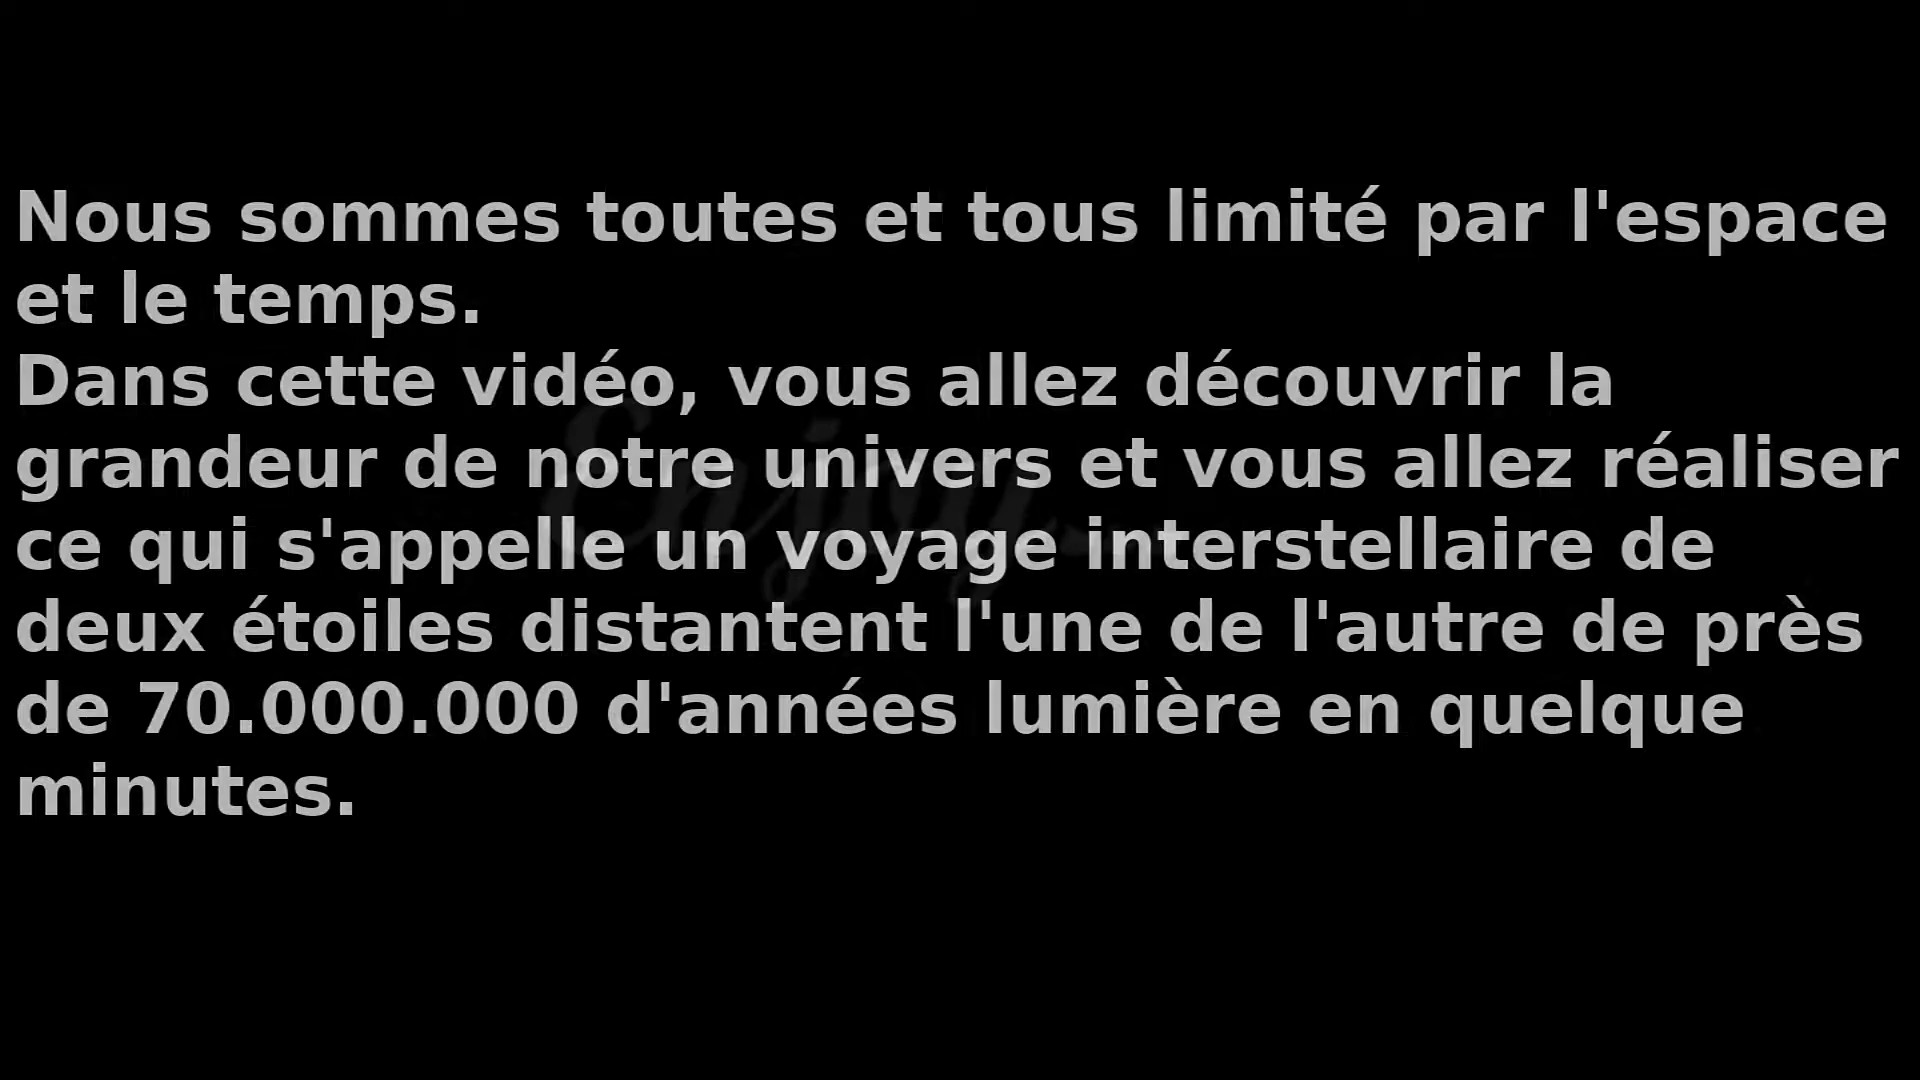 Nous sommes toutes et tous limité par l'espace
et le temps.
Dans cette vidéo, vous allez découvrir la
grandeur de notre univers et vous allez réaliser
ce qui s'appelle un voyage interstellaire de
deux étoiles distantent l'une de l'autre de près
de 70.000.000 d'années lumière en quelque
minutes.
Enjoy